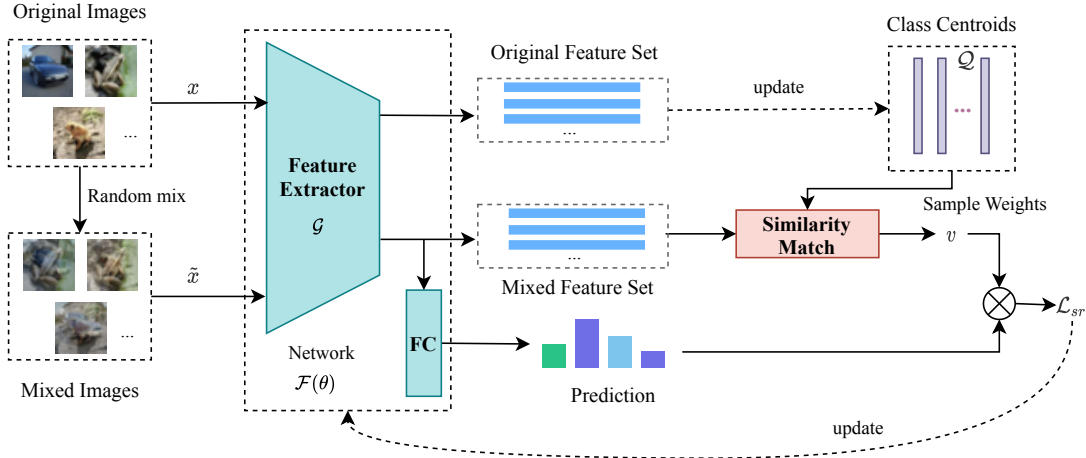 Original Images
Class Centroids
Original Feature Set
𝒬
x
update
...
...
...
Random mix
Feature
Extractor
𝒢
Sample Weights
Similarity
Match
v
x̃
...
Mixed Feature Set
...
ℒsr
FC
Network
ℱ(θ)
Mixed Images
Prediction
update